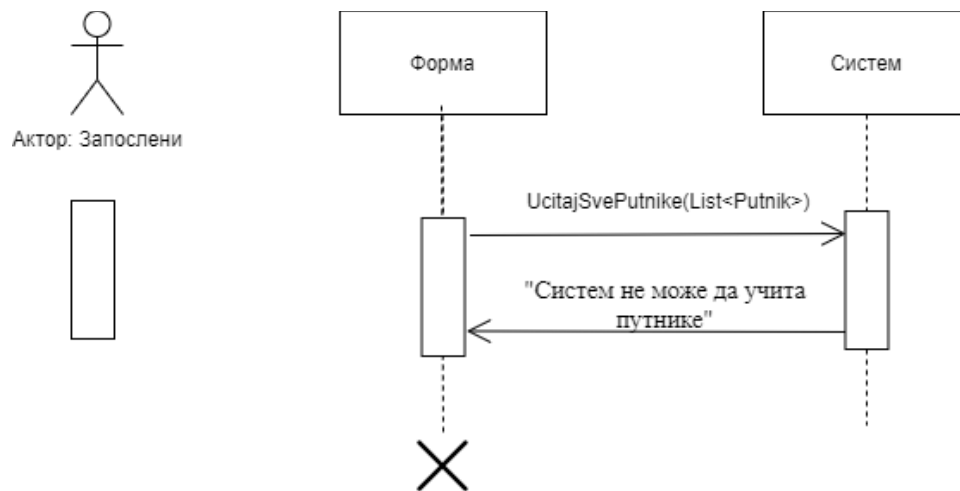 Форма
Систем
Актор: Запослени
UcitajSvePutnike(List<Putnik>)
"Систем не може да учита
путнике"